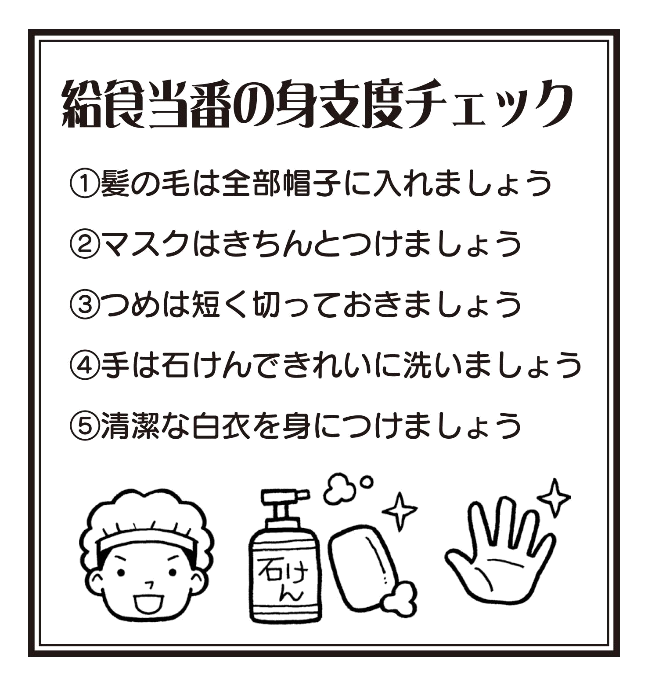 給食当番の身支度チェック
①髪の毛は全部帽子に入れましょう
②マスクはきちんとつけましょう
③つめは短く切っておきましょう
④手は石けんできれいに洗いましょう
⑤清潔な白衣を身につけましょう
石けん